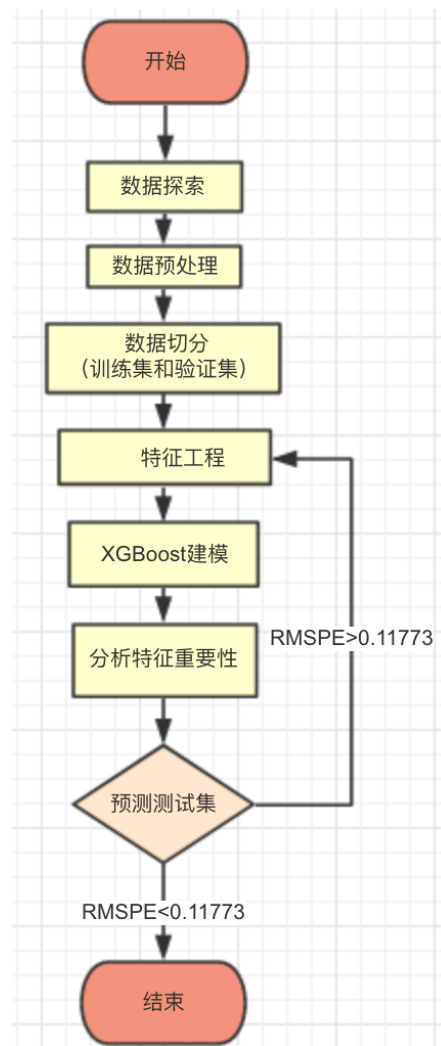 开始
数据探索
数据预处理
数据切分
（训练集和验证集）
特征工程
XGBoost建模
分析特征重要性
RMSPE>0.11773
预测测试集
RMSPE<0.11773
结束